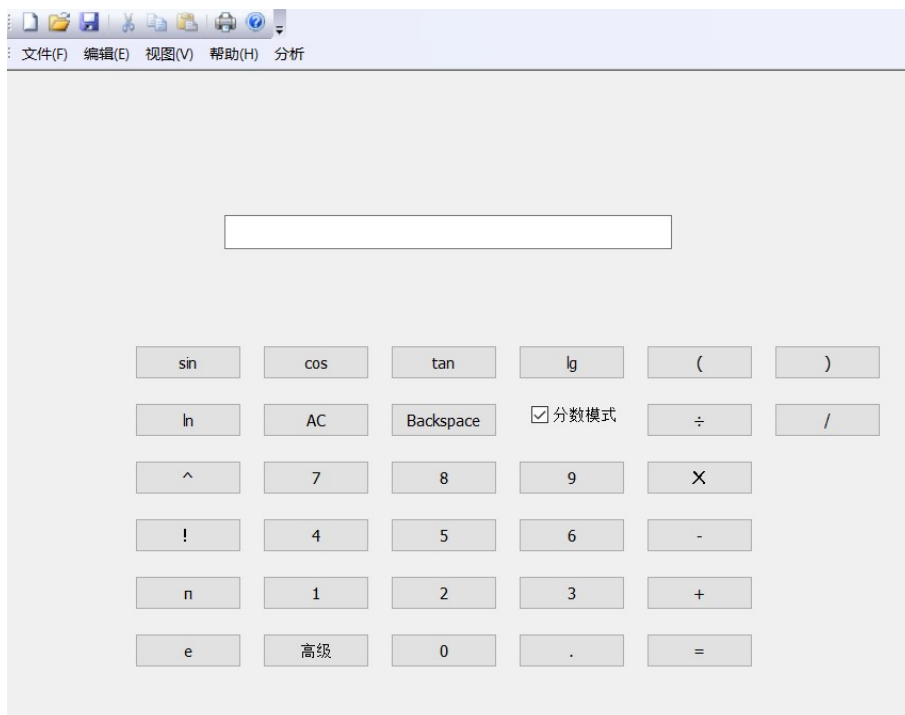 文件(F) 编辑(E) 视图(V) 帮助(H) 分析
sin cos tan lg ( )
ln AC Backspace 分数模式 ÷ /
^ 7 8 9 X
! 4 5 6 -
п 1 2 3 +
e 高级 0 . =